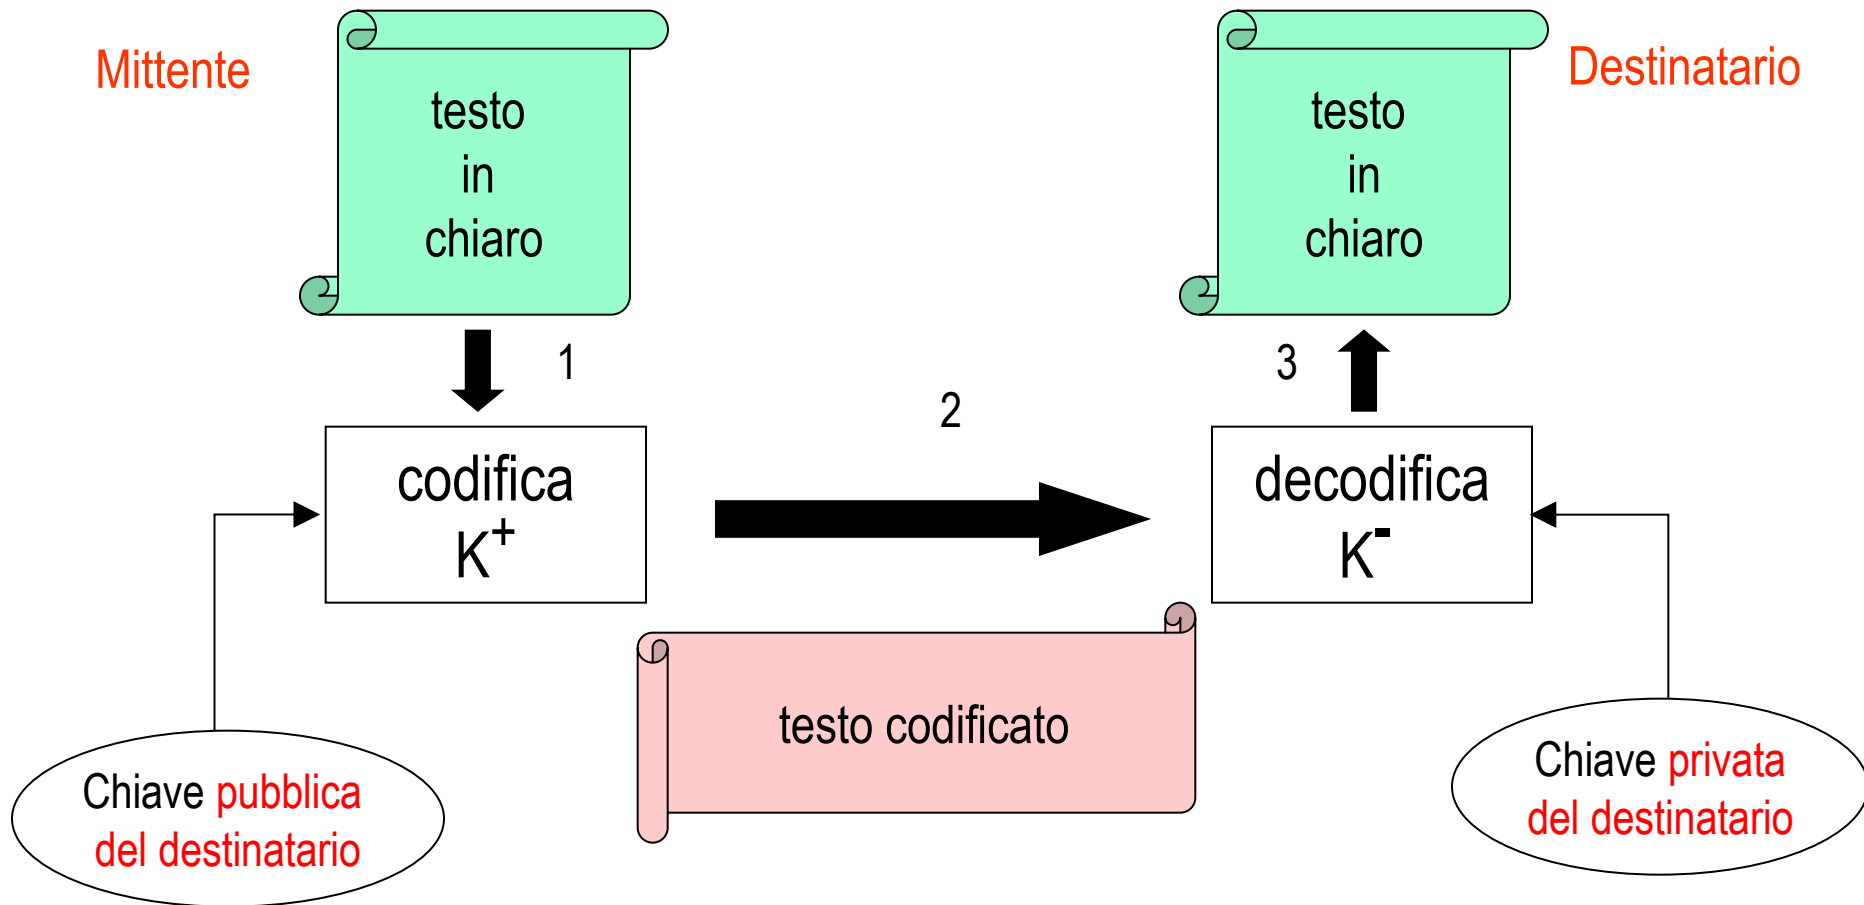 Mittente
testo
in
chiaro
Destinatario
testo
in
chiaro
1
2
3
codifica
K+
decodifica
K-
testo codificato
Chiave pubblica
del destinatario
Chiave privata
del destinatario